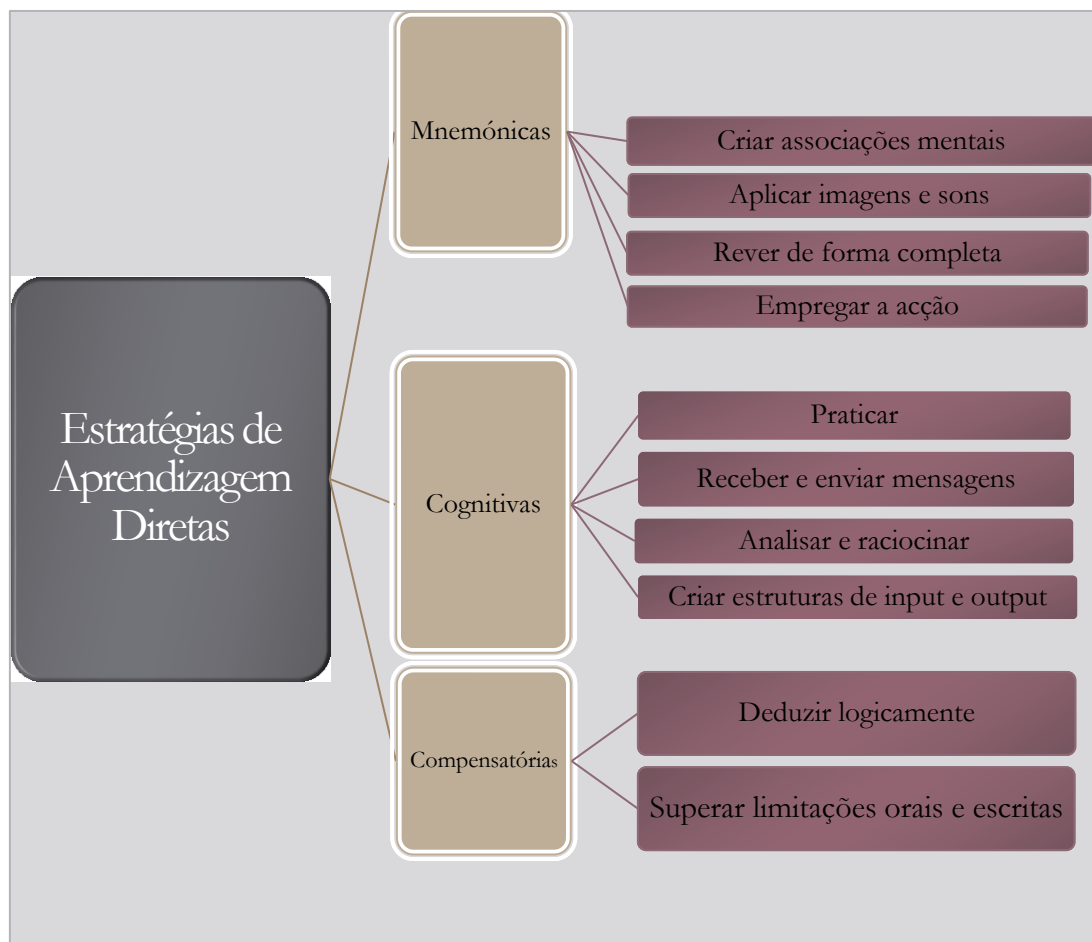 Estratégias de
Aprendizagem
Diretas
Mnemónicas
Criar associações mentais
Aplicar imagens e sons
Rever de forma completa
Empregar a acção
Cognitivas
Praticar
Receber e enviar mensagens
Analisar e raciocinar
Criar estruturas de input e output
Compensatórias
Deduzir logicamente
Superar limitações orais e escritas